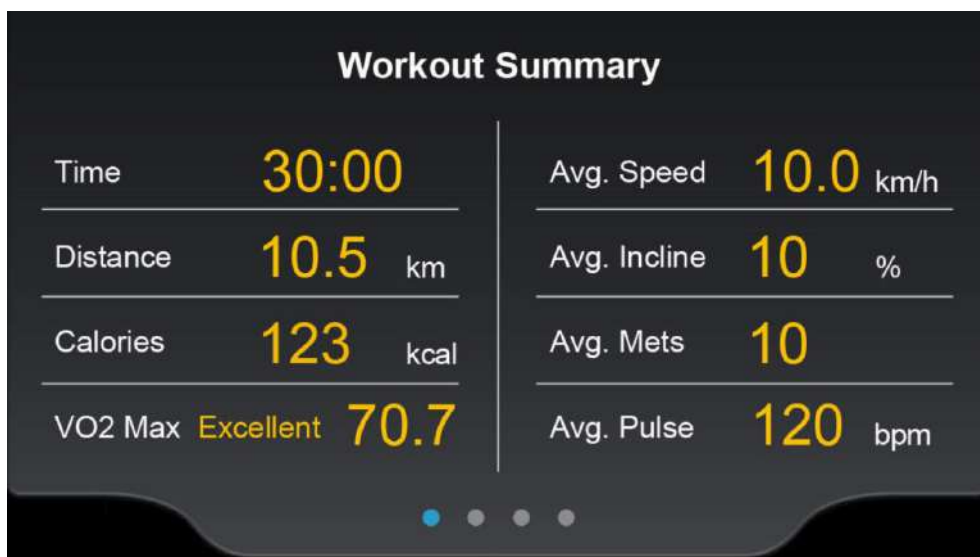 Workout Summary
Time 30:00
Distance 10.5 km
Calories 123 kcal
VO2 Max Excellent 70.7
Avg. Speed 10.0 km/h
Avg. Incline 10 %
Avg. Mets 10
Avg. Pulse 120 bpm